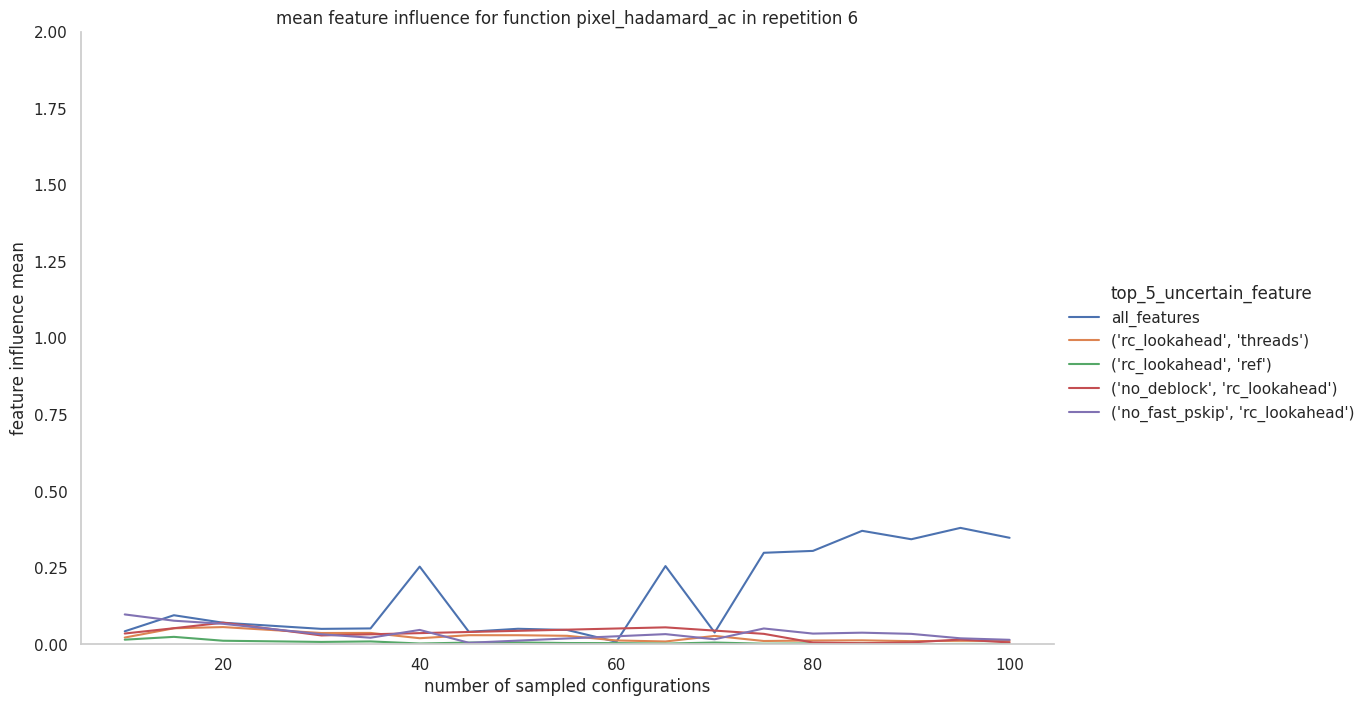 mean feature influence for function pixel_hadamard_ac in repetition 6
2.00
1.75
1.50
1.25
1.00
0.75
0.50
0.25
0.00
feature influence mean
20
40
60
80
100
number of sampled configurations
top_5_uncertain_feature
all_features
('rc_lookahead', 'threads')
('rc_lookahead', 'ref')
('no_deblock', 'rc_lookahead')
('no_fast_pskip', 'rc_lookahead')